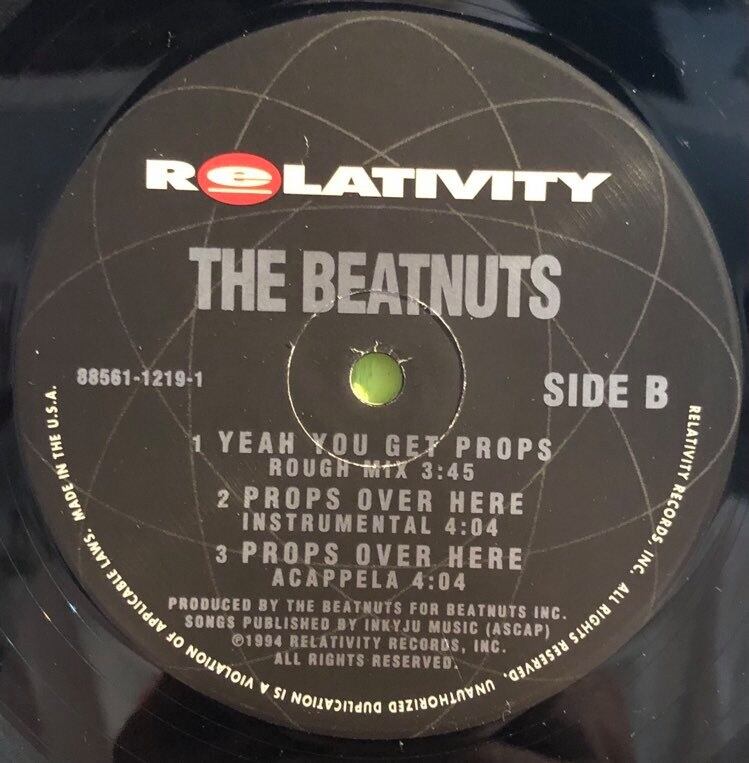 RELATIVITY
THE BEATNUTS
88561-1219-1
SIDE B
1 YEAH YOU GET PROPS
ROUGH MIX 3:45
2 PROPS OVER HERE
INSTRUMENTAL 4:04
3 PROPS OVER HERE
ACAPPELA 4:04
PRODUCED BY THE BEATNUTS FOR BEATNUTS INC.
SONGS PUBLISHED BY INKYJU MUSIC (ASCAP)
℗1994 RELATIVITY RECORDS, INC.
ALL RIGHTS RESERVED.
RELATIVITY RECORDS, INC. ALL RIGHTS RESERVED. UNAUTHORIZED DUPLICATION IS A VIOLATION OF APPLICABLE LAWS. MADE IN THE U.S.A.